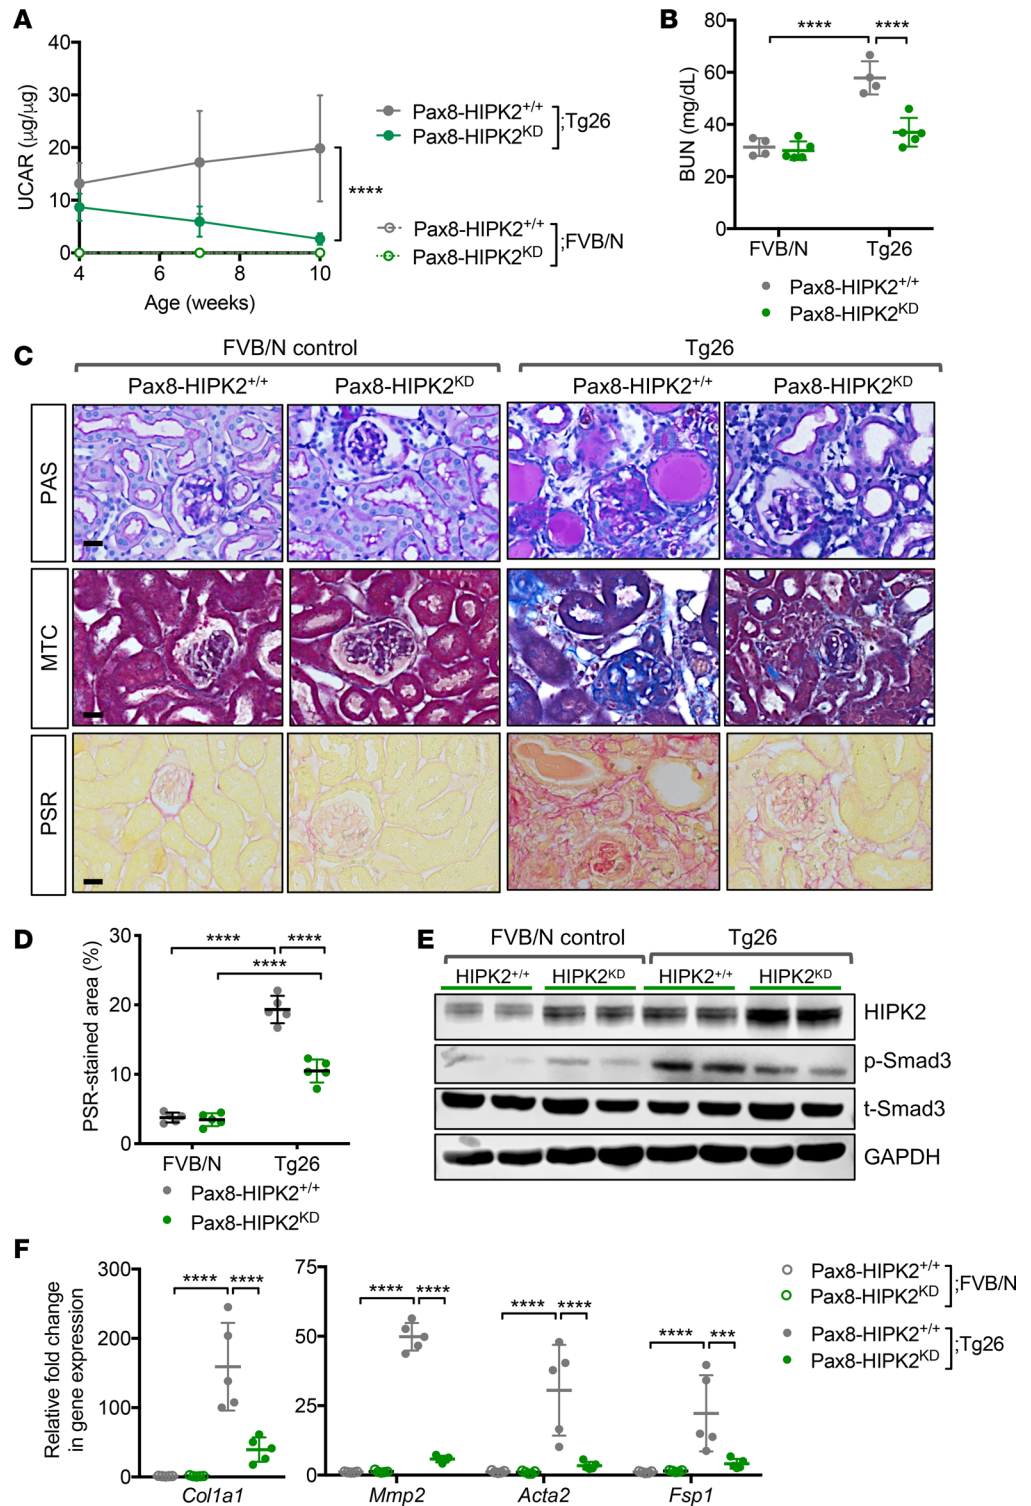 A
UCAR (µg/µg)
40
30
20
10
0
4
6
8
10
Age (weeks)
Pax8-HIPK2+/+
Pax8-HIPK2KD
;Tg26
****
Pax8-HIPK2+/+
Pax8-HIPK2KD
;FVB/N
B
BUN (mg/dL)
80
60
40
20
0
****
****
FVB/N
Tg26
Pax8-HIPK2+/+
Pax8-HIPK2KD
C
FVB/N control
Tg26
Pax8-HIPK2+/+
Pax8-HIPK2KD
Pax8-HIPK2+/+
Pax8-HIPK2KD
PAS
MTC
PSR
D
PSR-stained area (%)
30
20
10
0
****
****
****
FVB/N
Tg26
Pax8-HIPK2+/+
Pax8-HIPK2KD
E
FVB/N control
Tg26
HIPK2+/+
HIPK2KD
HIPK2+/+
HIPK2KD
HIPK2
p-Smad3
t-Smad3
GAPDH
F
Relative fold change
in gene expression
300
200
100
0
****
****
Col1a1
75
50
25
0
****
****
****
****
****
***
Mmp2
Acta2
Fsp1
Pax8-HIPK2+/+
Pax8-HIPK2KD
;FVB/N
Pax8-HIPK2+/+
Pax8-HIPK2KD
;Tg26